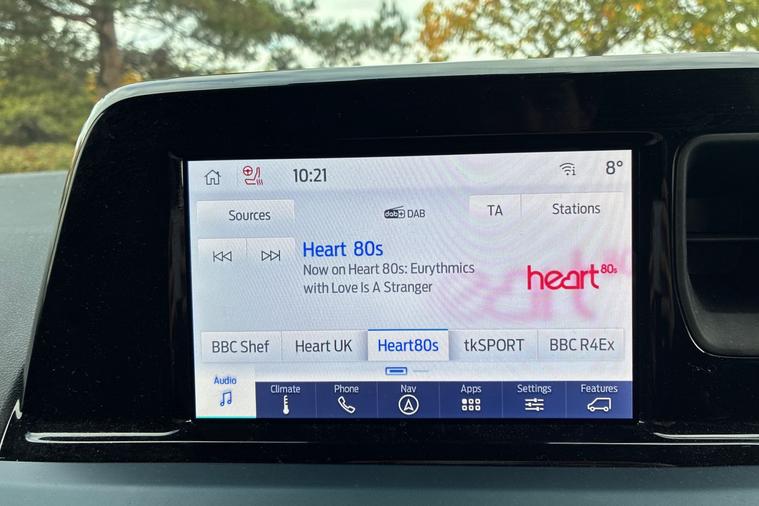 10:21
8°
Sources
dab+ DAB
TA
Stations
Heart 80s
Now on Heart 80s: Eurythmics
with Love Is A Stranger
heart 80s
BBC Shef
Heart UK
Heart80s
tkSPORT
BBC R4Ex
Audio
Climate
Phone
Nav
Apps
Settings
Features